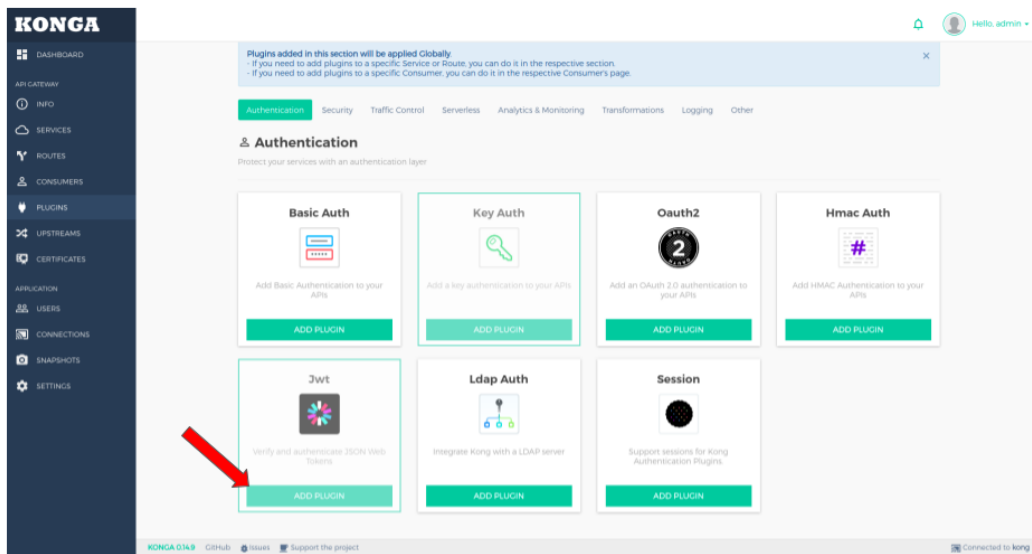 KONGA
Hello, admin
DASHBOARD
API GATEWAY
INFO
SERVICES
ROUTES
CONSUMERS
PLUGINS
UPSTREAMS
CERTIFICATES
APPLICATION
USERS
CONNECTIONS
SNAPSHOTS
SETTINGS
Plugins added in this section will be applied Globally.
- If you need to add plugins to a specific Service or Route, you can do it in the respective section.
- If you need to add plugins to a specific Consumer, you can do it in the respective Consumer's page.
Authentication Security Traffic Control Serverless Analytics & Monitoring Transformations Logging Other
Authentication
Protect your services with an authentication layer
Basic Auth
Add Basic Authentication to your
APIs
ADD PLUGIN
Key Auth
Add a key authentication to your APIs
ADD PLUGIN
Oauth2
OAUTH
2
OAUTH
Add an OAuth 2.0 authentication to
your APIs
ADD PLUGIN
Hmac Auth
#
Add HMAC Authentication to your
APIs
ADD PLUGIN
Jwt
Verify and authenticate JSON Web
Tokens
ADD PLUGIN
Ldap Auth
Integrate Kong with a LDAP server
ADD PLUGIN
Session
Support sessions for Kong
Authentication Plugins.
ADD PLUGIN
KONGA 0.14.9 GitHub Issues Support the project
Connected to kong